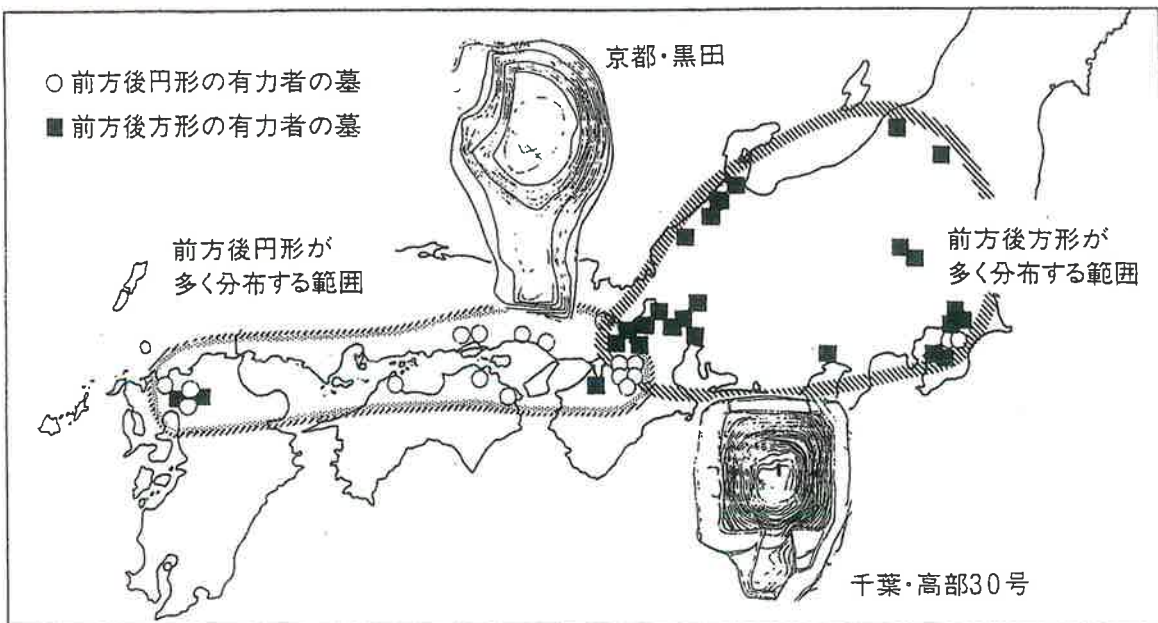 ○ 前方後円形の有力者の墓
■ 前方後方形の有力者の墓
京都・黒田
前方後円形が
多く分布する範囲
前方後方形が
多く分布する範囲
千葉・高部30号